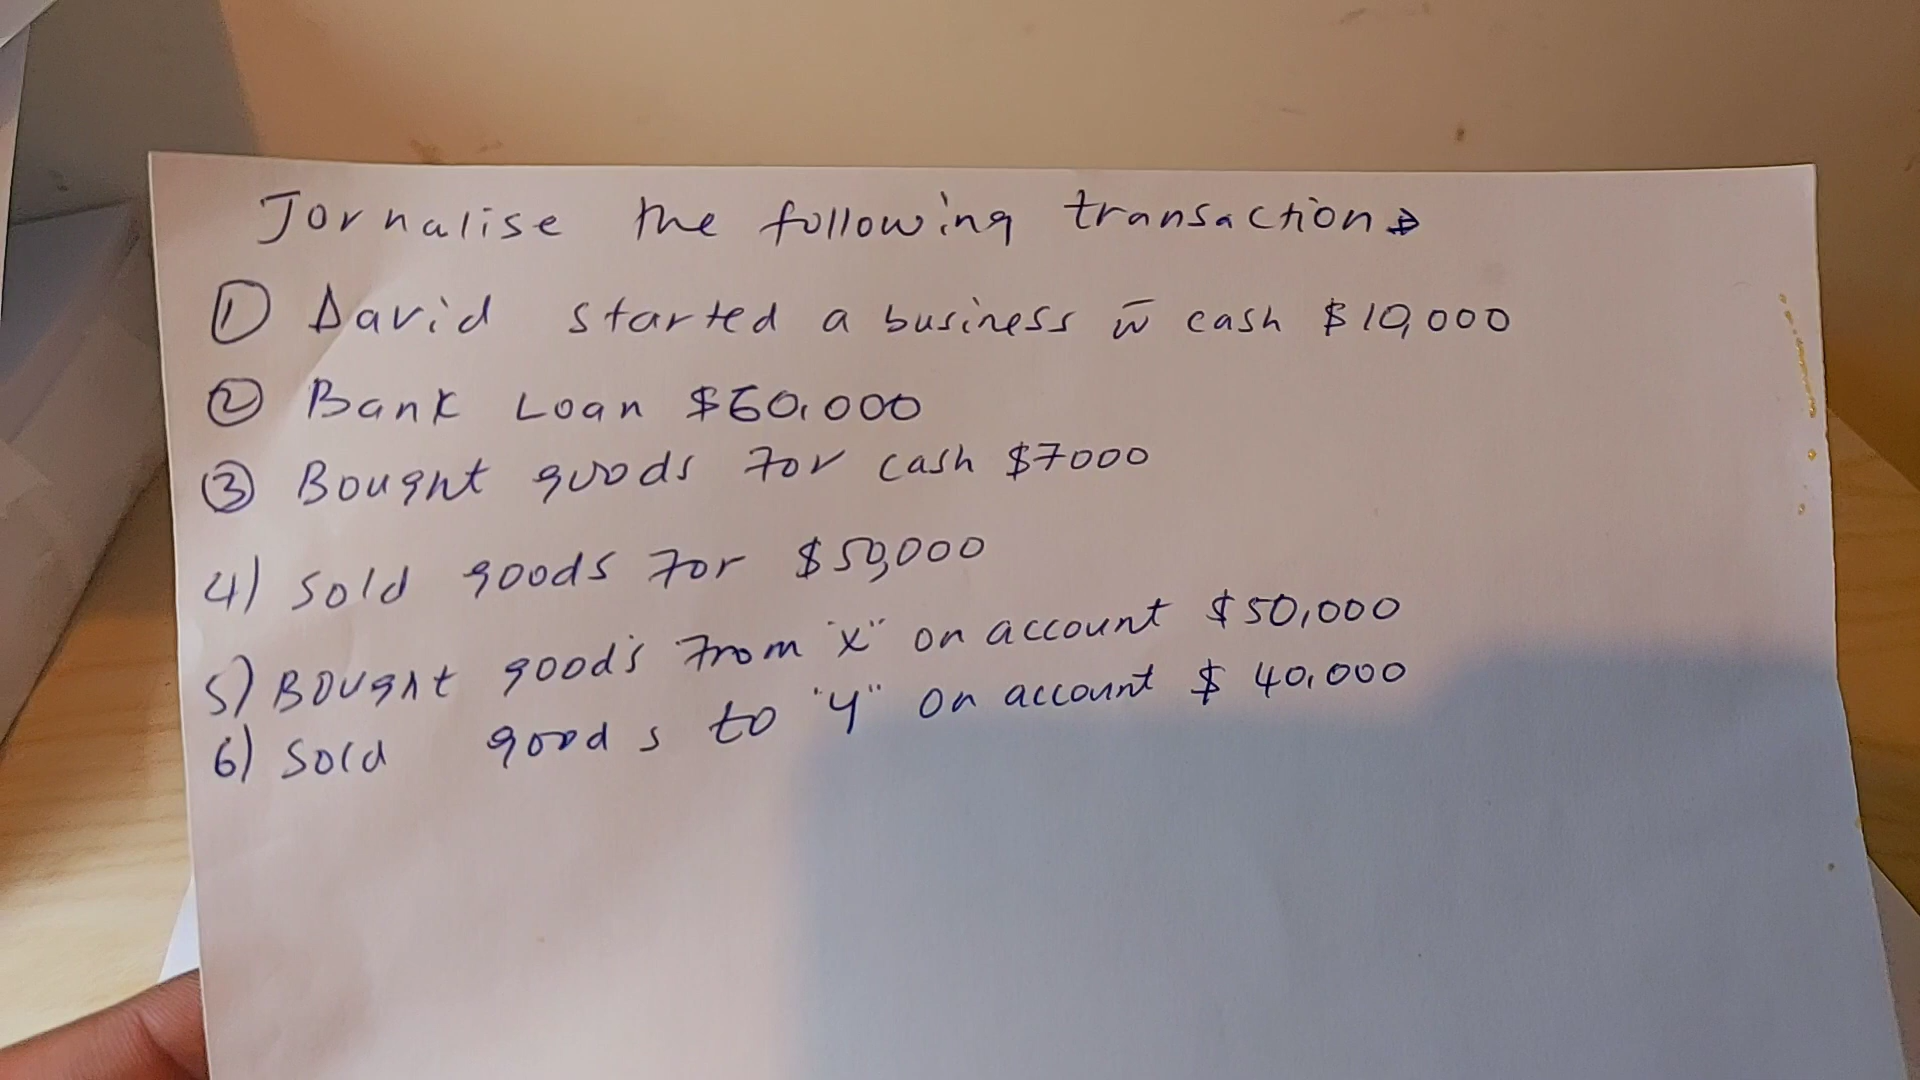 Jornalise the following transactions
① David started a business w̄ cash $10,000
② Bank Loan $60,000
③ Bought goods for cash $7000
4) Sold goods for $50,000
5) Bought goods from "X" on account $50,000
6) Sold goods to "Y" on account $ 40,000